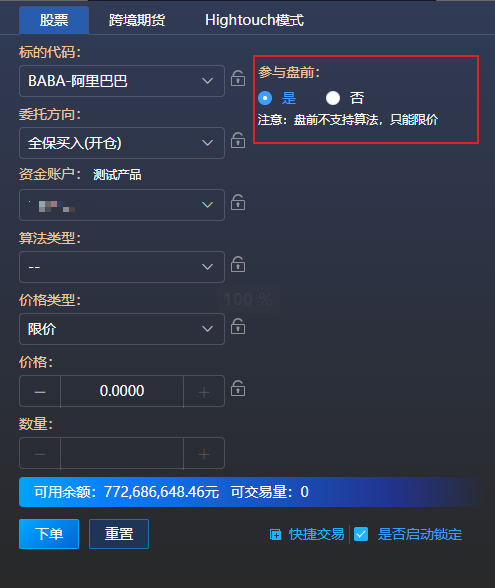 股票 跨境期货 Hightouch模式
标的代码:
BABA-阿里巴巴
参与盘前:
是 否
注意: 盘前不支持算法, 只能限价
委托方向:
全保买入(开仓)
资金账户: 测试产品
算法类型:
--
100 %
价格类型:
限价
价格:
− 0.0000 +
数量:
− +
可用余额: 772,686,648.46元 可交易量: 0
下单 重置 快捷交易 是否启动锁定